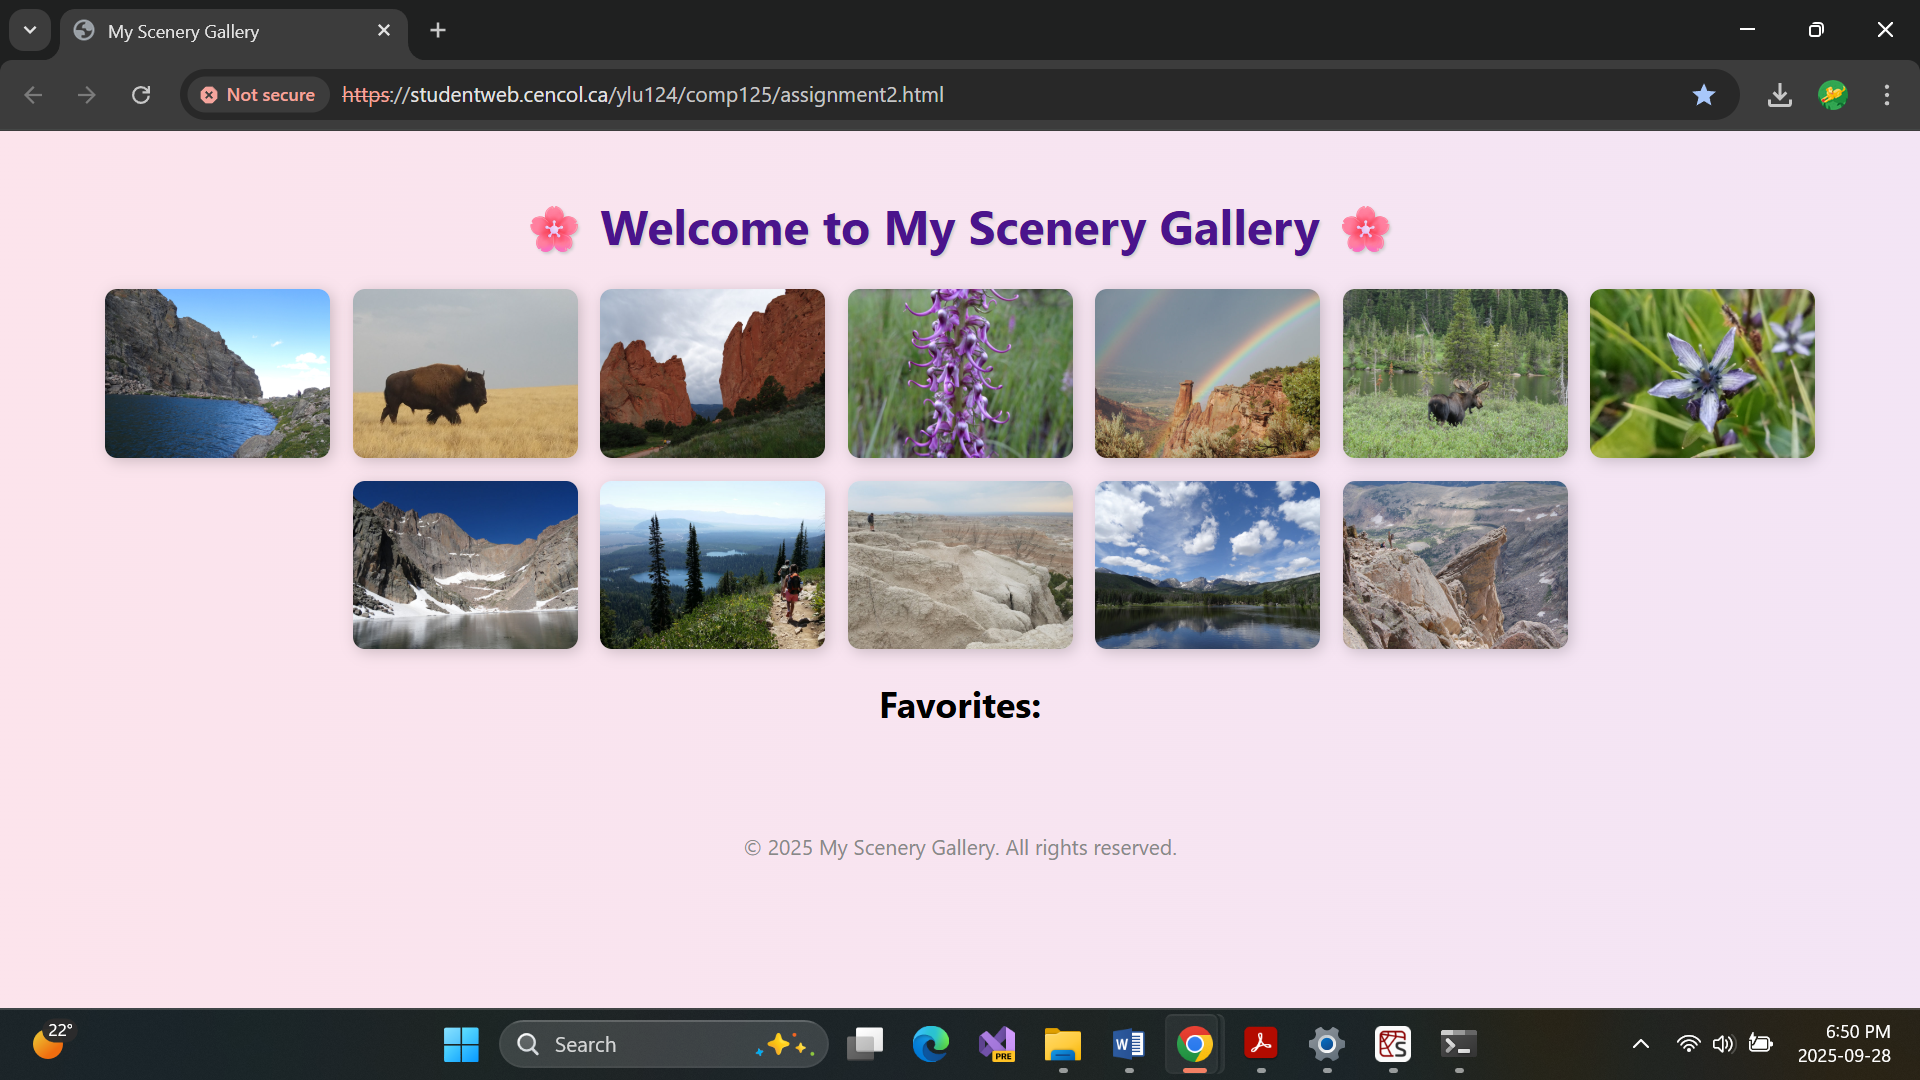 My Scenery Gallery
Not secure
https://studentweb.cencol.ca/ylu124/comp125/assignment2.html
🌸 Welcome to My Scenery Gallery 🌸
Favorites:
© 2025 My Scenery Gallery. All rights reserved.
22°
Search
PRE
W
S
6:50 PM
2025-09-28